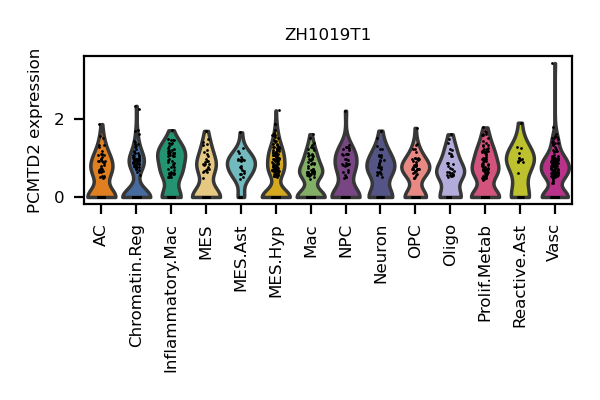 ZH1019T1
PCMTD2 expression
2
0
AC
Chromatin.Reg
Inflammatory.Mac
MES
MES.Ast
MES.Hyp
Mac
NPC
Neuron
OPC
Oligo
Prolif.Metab
Reactive.Ast
Vasc